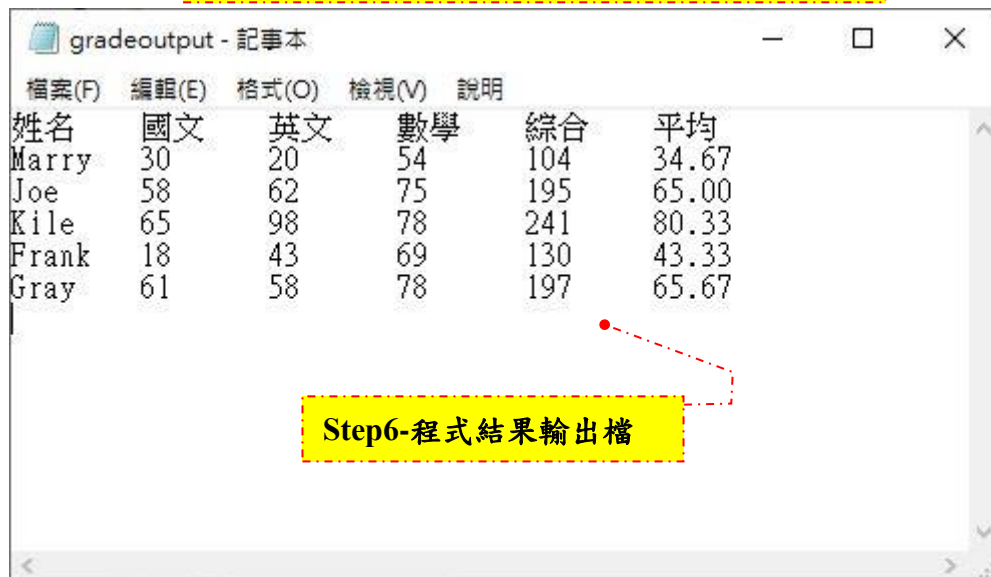 gradeoutput - 記事本
檔案(F) 編輯(E) 格式(O) 檢視(V) 說明
姓名 國文 英文 數學 綜合 平均
Marry 30 20 54 104 34.67
Joe 58 62 75 195 65.00
Kile 65 98 78 241 80.33
Frank 18 43 69 130 43.33
Gray 61 58 78 197 65.67
Step6-程式結果輸出檔